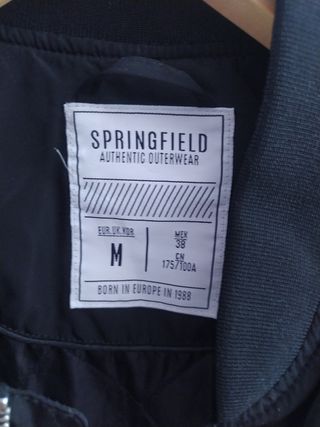 SPRINGFIELD
AUTHENTIC OUTERWEAR
EUR.UK.KOR.
M
MEX
38
CN
175/100A
BORN IN EUROPE IN 1988